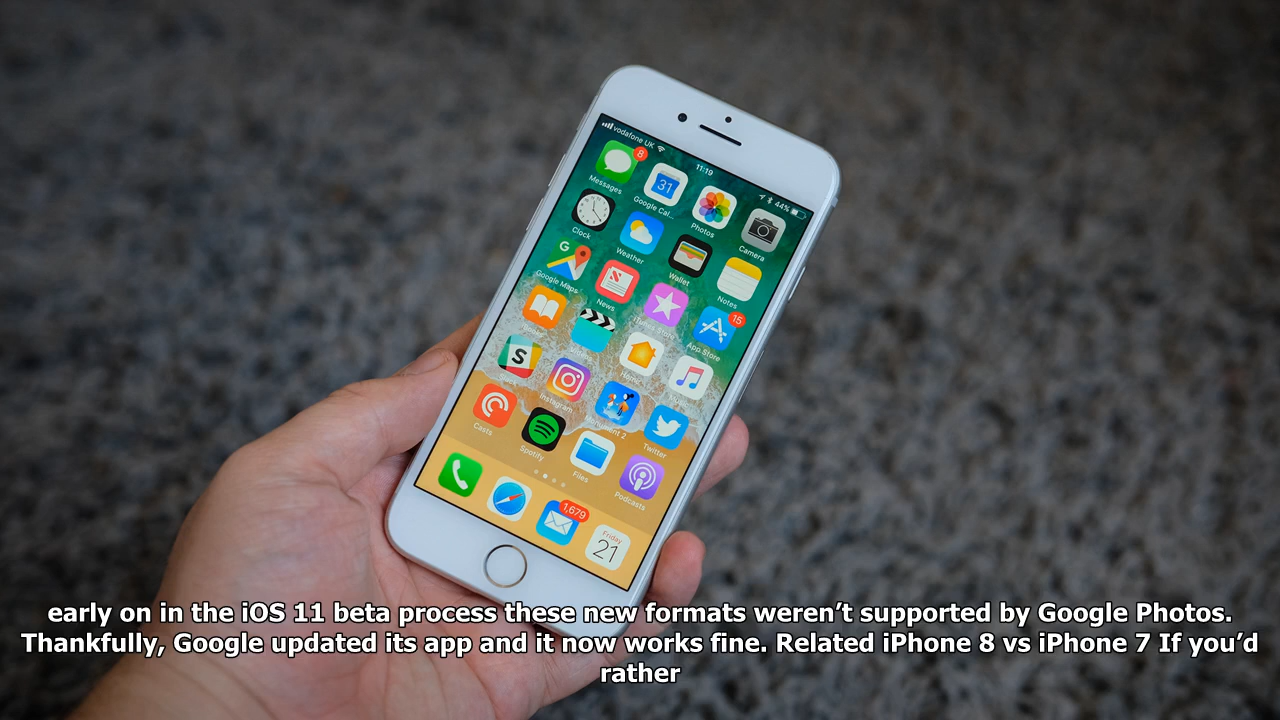 vodafone UK 11:19 44%
8
31
Messages Google Cal... Photos Camera
Clock Weather Wallet Notes
G
Google Maps News iTunes Store
15
App Store
S
Instagram
Twitter
Casts Spotify Files Podcasts
1,679
Friday
21
early on in the iOS 11 beta process these new formats weren’t supported by Google Photos.
Thankfully, Google updated its app and it now works fine. Related iPhone 8 vs iPhone 7 If you’d
rather